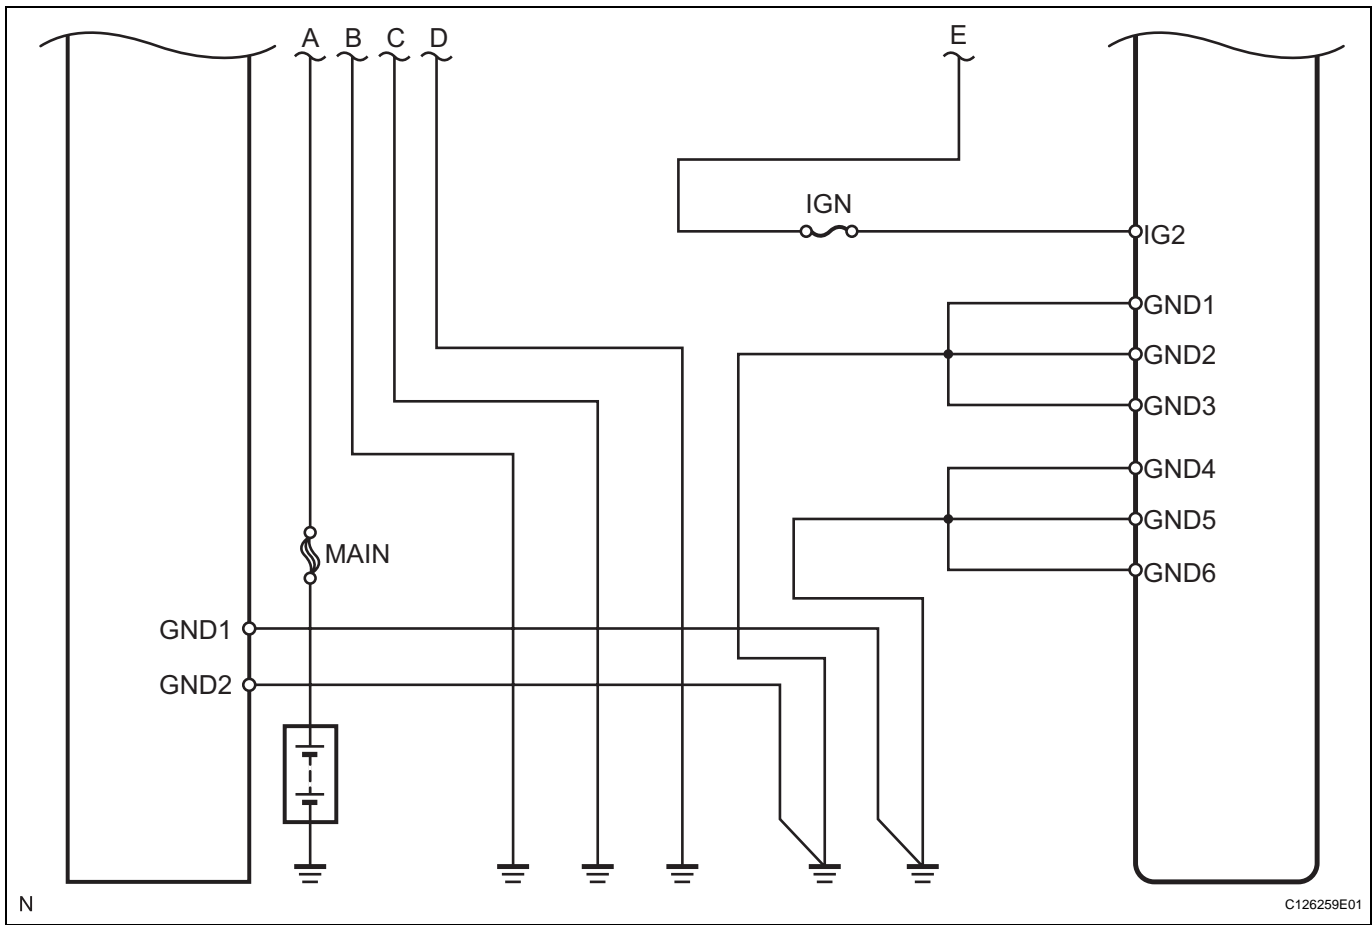 A B C D E
IGN
IG2
GND1
GND2
GND3
GND4
GND5
MAIN
GND6
GND1
GND2
N
C126259E01